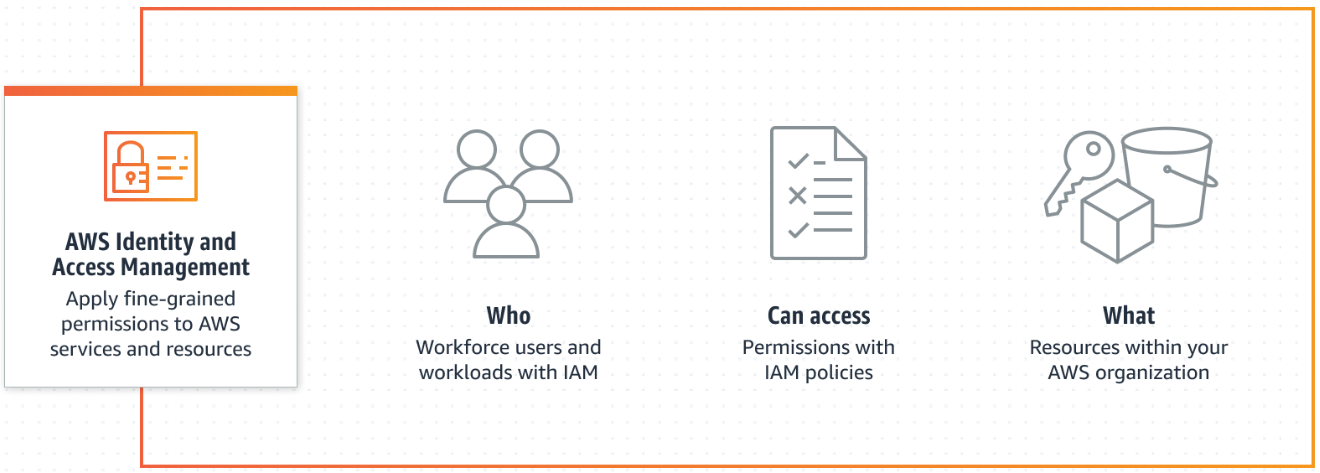 AWS Identity and
Access Management
Apply fine-grained
permissions to AWS
services and resources
Who
Workforce users and
workloads with IAM
Can access
Permissions with
IAM policies
What
Resources within your
AWS organization